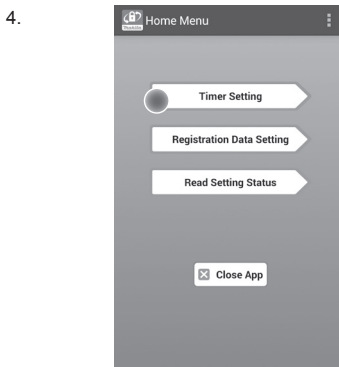 4.
Home Menu
Timer Setting
Registration Data Setting
Read Setting Status
Close App